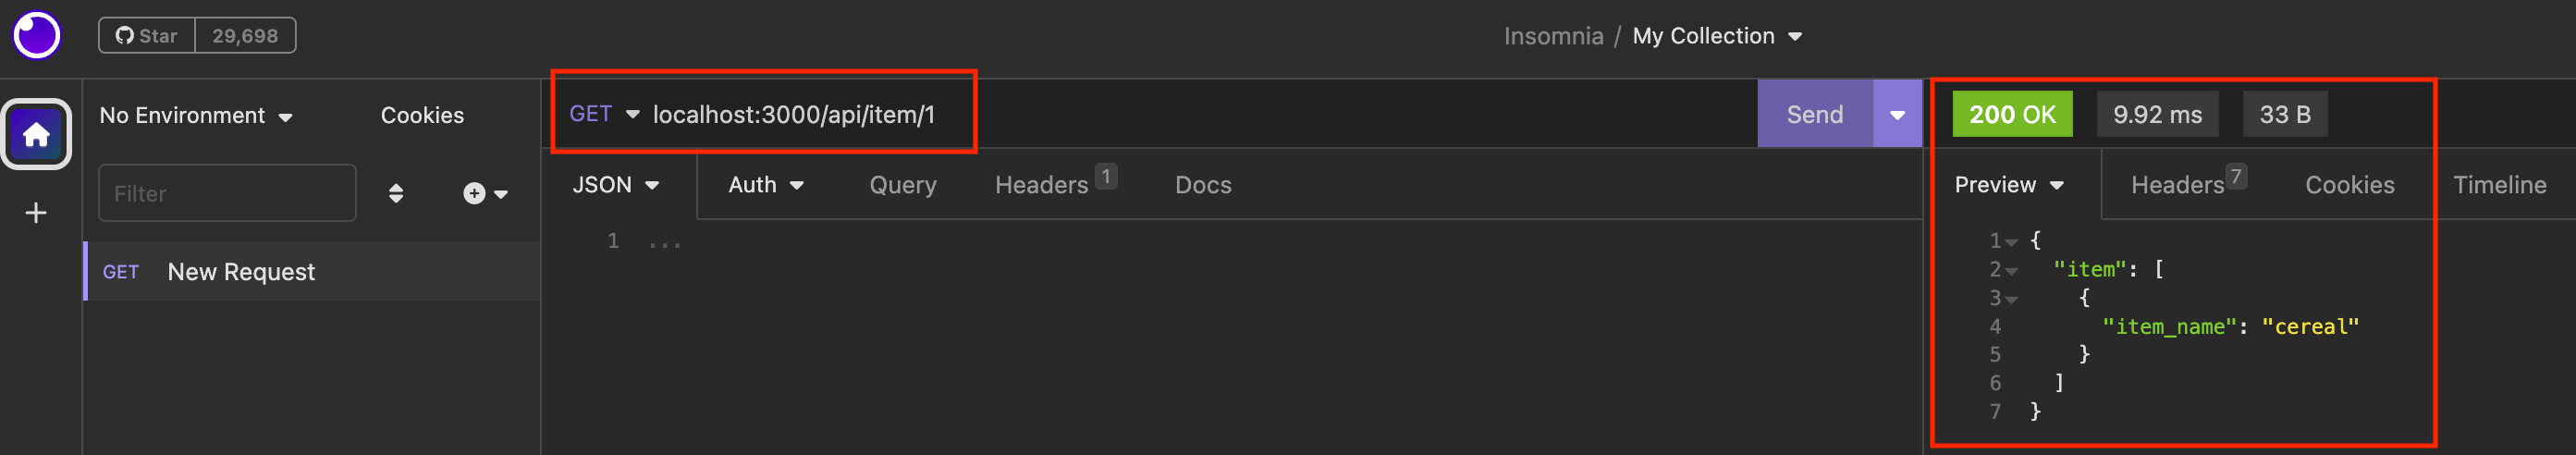 Star 29,698
Insomnia / My Collection
No Environment Cookies
GET localhost:3000/api/item/1 Send
200 OK 9.92 ms 33 B
Filter
JSON Auth Query Headers 1 Docs
Preview Headers 7 Cookies Timeline
GET New Request
1 ...
1 {
2 "item": [
3 {
4 "item_name": "cereal"
5 }
6 ]
7 }